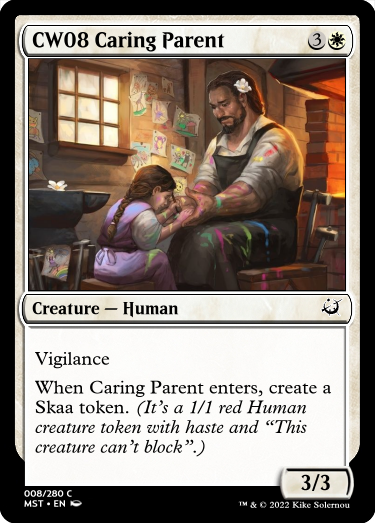 CW08 Caring Parent 3
Creature — Human
Vigilance
When Caring Parent enters, create a
Skaa token. (It's a 1/1 red Human
creature token with haste and “This
creature can't block”.)
3/3
008/280 C
MST • EN
™ & © 2022 Kike Solernou